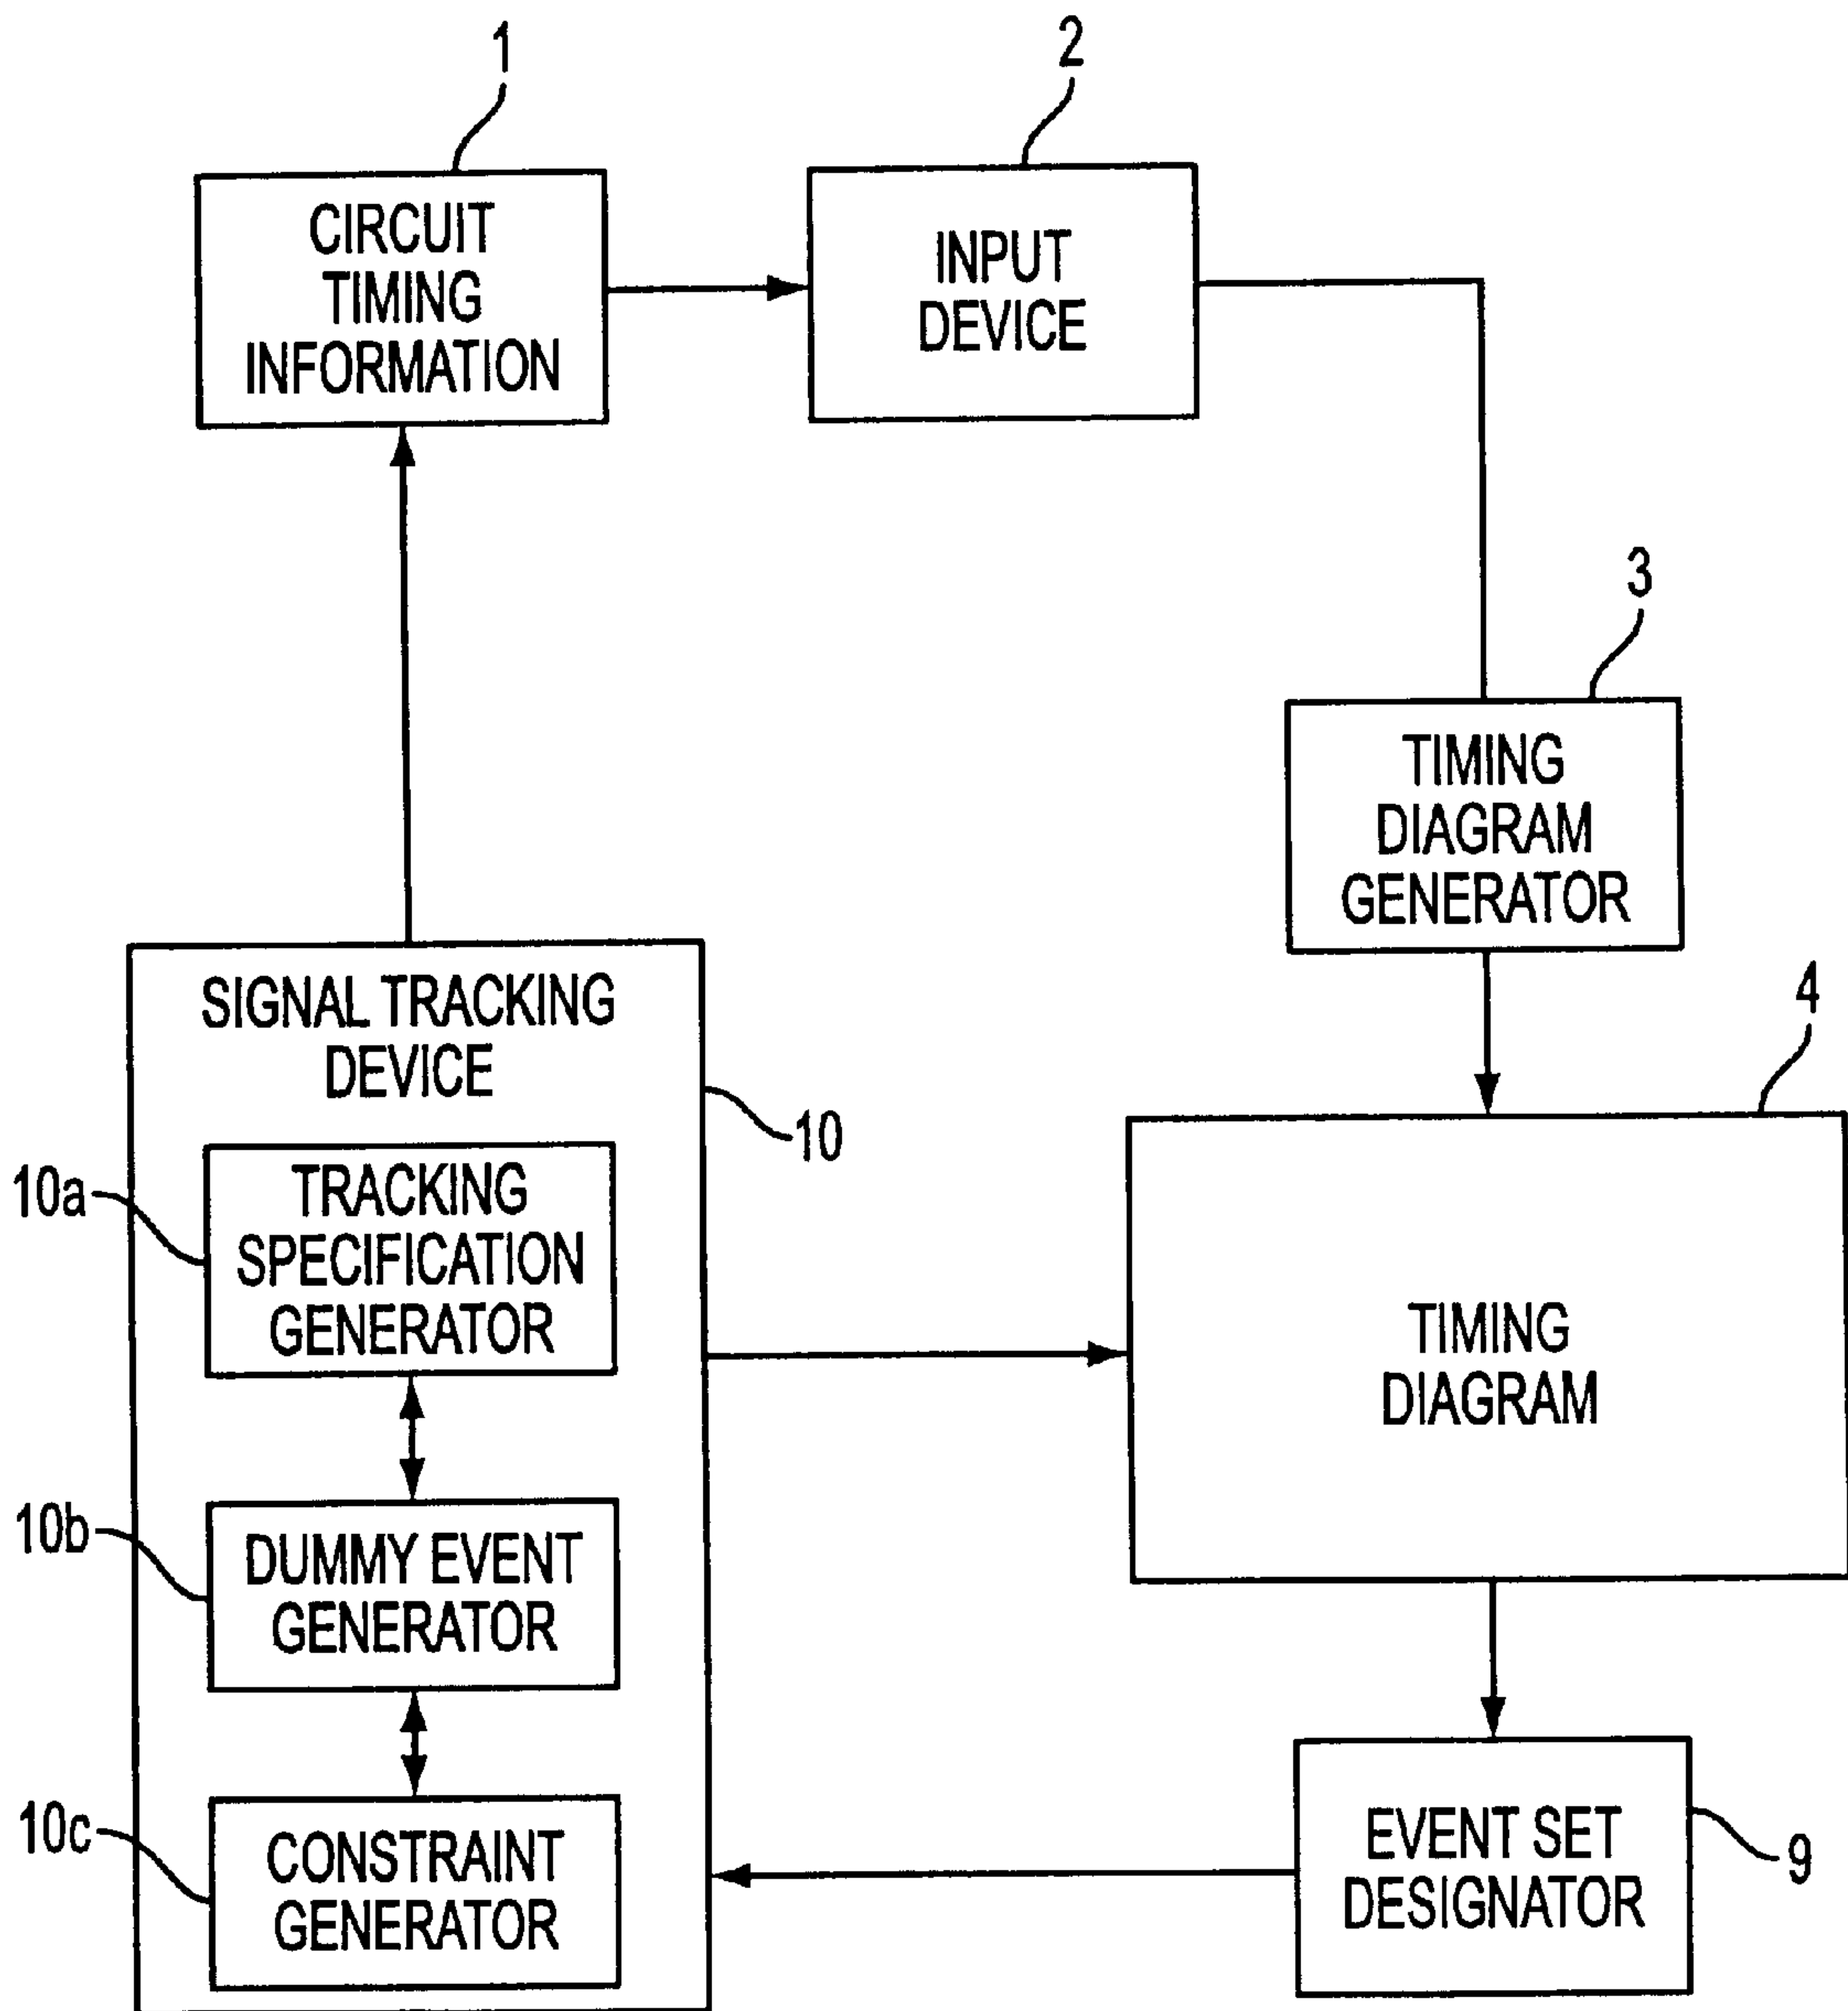 1
2
CIRCUIT
TIMING
INFORMATION
INPUT
DEVICE
3
TIMING
DIAGRAM
GENERATOR
SIGNAL TRACKING
DEVICE
10
4
10a
TRACKING
SPECIFICATION
GENERATOR
TIMING
DIAGRAM
10b
DUMMY EVENT
GENERATOR
10c
CONSTRAINT
GENERATOR
EVENT SET
DESIGNATOR
9